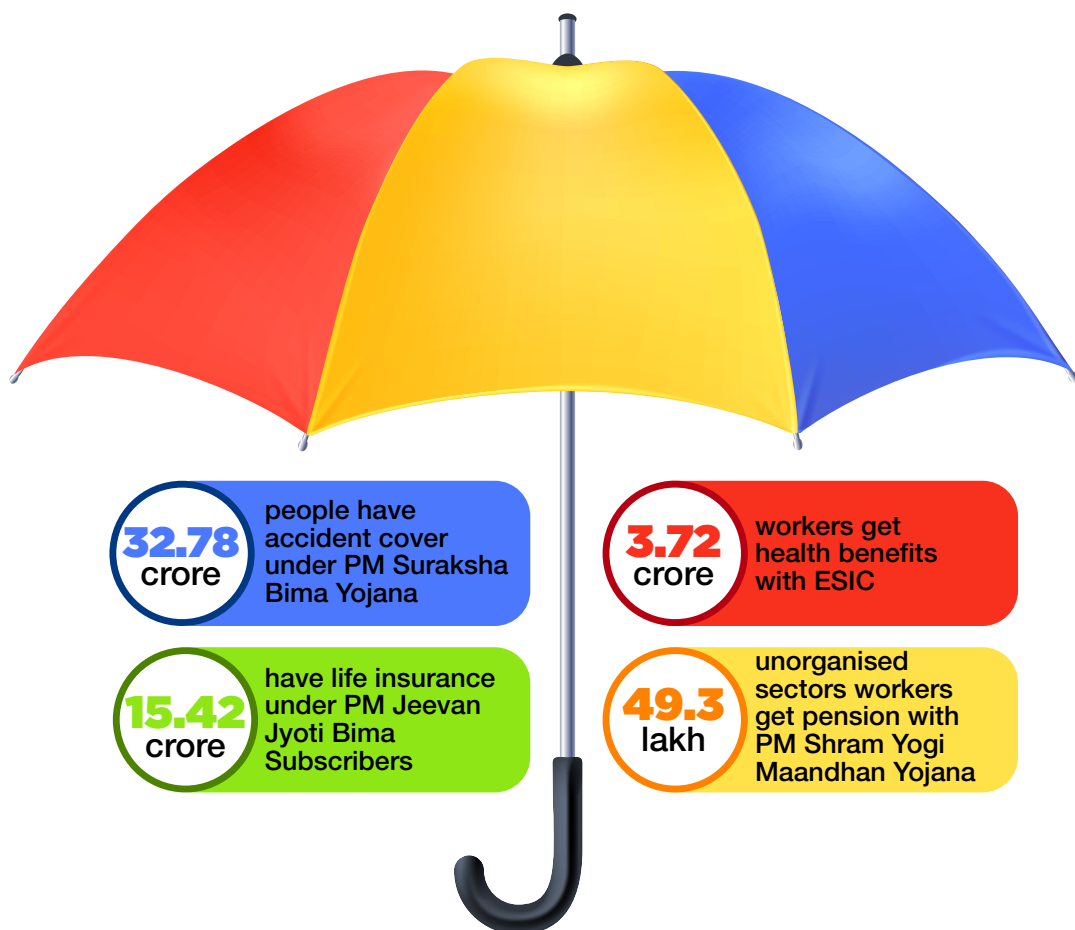 32.78
crore
people have
accident cover
under PM Suraksha
Bima Yojana
3.72
crore
workers get
health benefits
with ESIC
15.42
crore
have life insurance
under PM Jeevan
Jyoti Bima
Subscribers
49.3
lakh
unorganised
sectors workers
get pension with
PM Shram Yogi
Maandhan Yojana